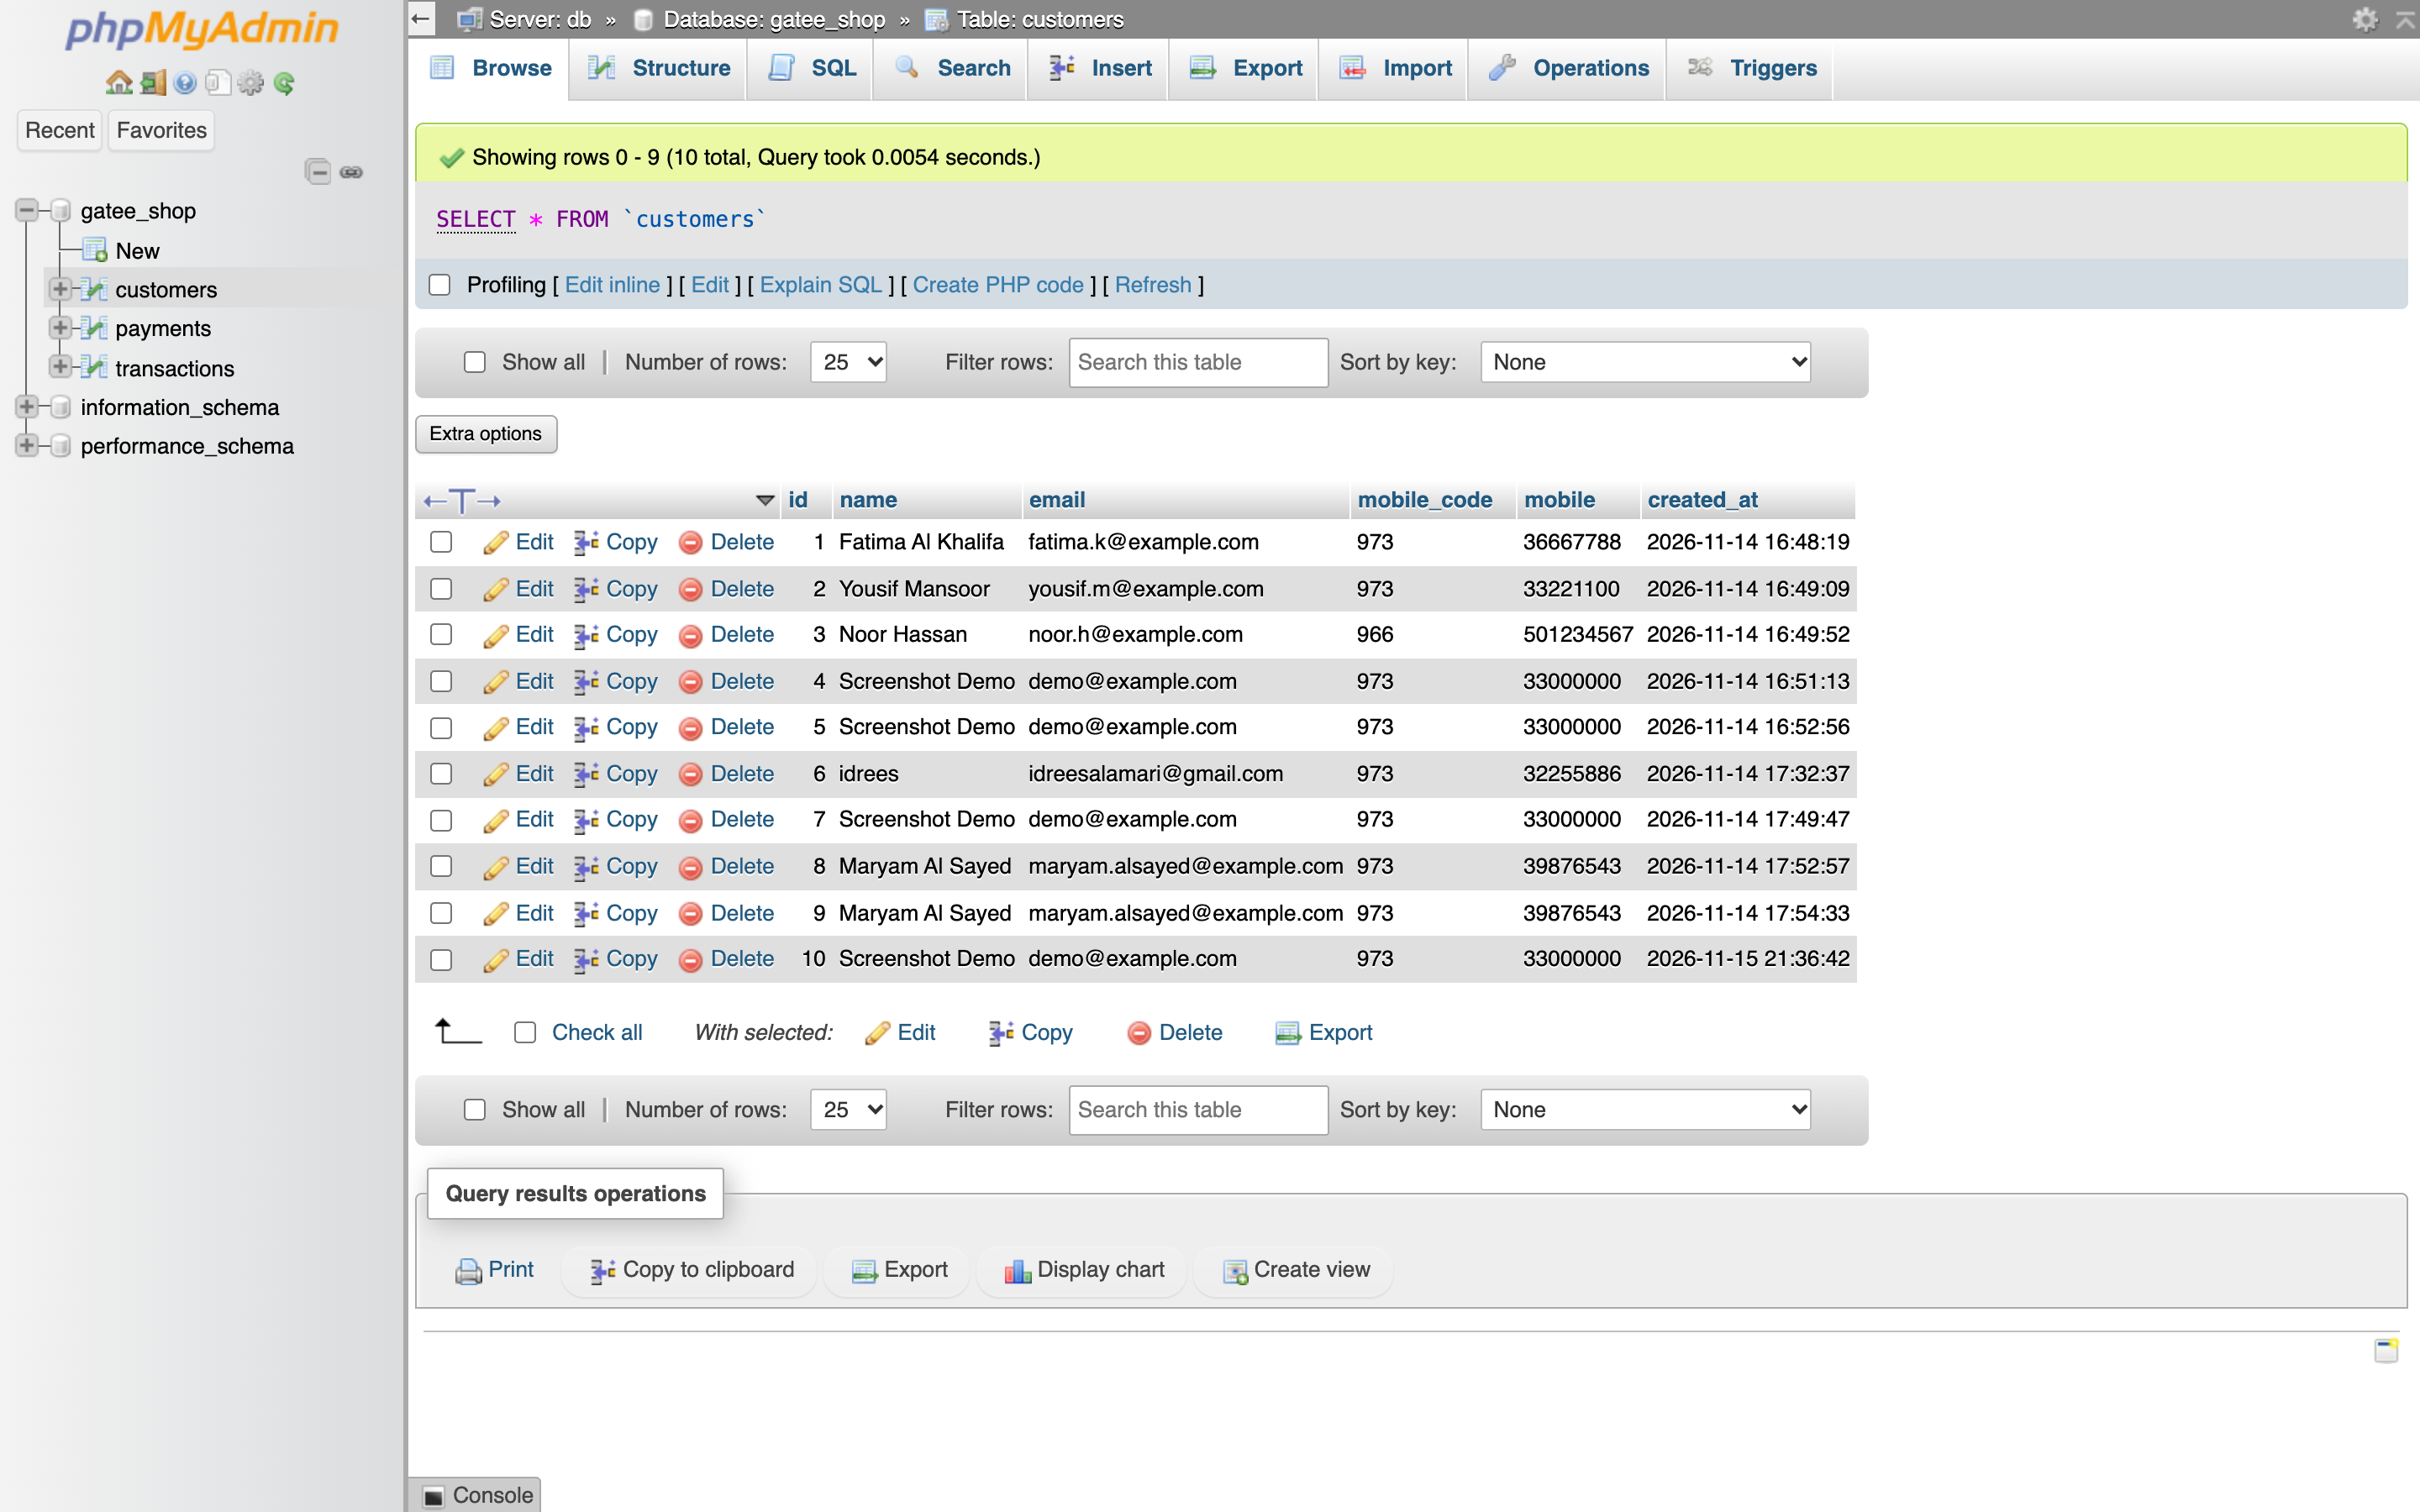 phpMyAdmin
Recent Favorites
gatee_shop
New
customers
payments
transactions
information_schema
performance_schema
Server: db » Database: gatee_shop » Table: customers
Browse Structure SQL Search Insert Export Import Operations Triggers
Showing rows 0 - 9 (10 total, Query took 0.0054 seconds.)
SELECT * FROM `customers`
Profiling [ Edit inline ] [ Edit ] [ Explain SQL ] [ Create PHP code ] [ Refresh ]
Show all | Number of rows: 25 Filter rows: Search this table Sort by key: None
Extra options
id name email mobile_code mobile created_at
Edit Copy Delete 1 Fatima Al Khalifa fatima.k@example.com 973 36667788 2026-11-14 16:48:19
Edit Copy Delete 2 Yousif Mansoor yousif.m@example.com 973 33221100 2026-11-14 16:49:09
Edit Copy Delete 3 Noor Hassan noor.h@example.com 966 501234567 2026-11-14 16:49:52
Edit Copy Delete 4 Screenshot Demo demo@example.com 973 33000000 2026-11-14 16:51:13
Edit Copy Delete 5 Screenshot Demo demo@example.com 973 33000000 2026-11-14 16:52:56
Edit Copy Delete 6 idrees idreesalamari@gmail.com 973 32255886 2026-11-14 17:32:37
Edit Copy Delete 7 Screenshot Demo demo@example.com 973 33000000 2026-11-14 17:49:47
Edit Copy Delete 8 Maryam Al Sayed maryam.alsayed@example.com 973 39876543 2026-11-14 17:52:57
Edit Copy Delete 9 Maryam Al Sayed maryam.alsayed@example.com 973 39876543 2026-11-14 17:54:33
Edit Copy Delete 10 Screenshot Demo demo@example.com 973 33000000 2026-11-15 21:36:42
Check all With selected: Edit Copy Delete Export
Show all | Number of rows: 25 Filter rows: Search this table Sort by key: None
Query results operations
Print Copy to clipboard Export Display chart Create view
Console